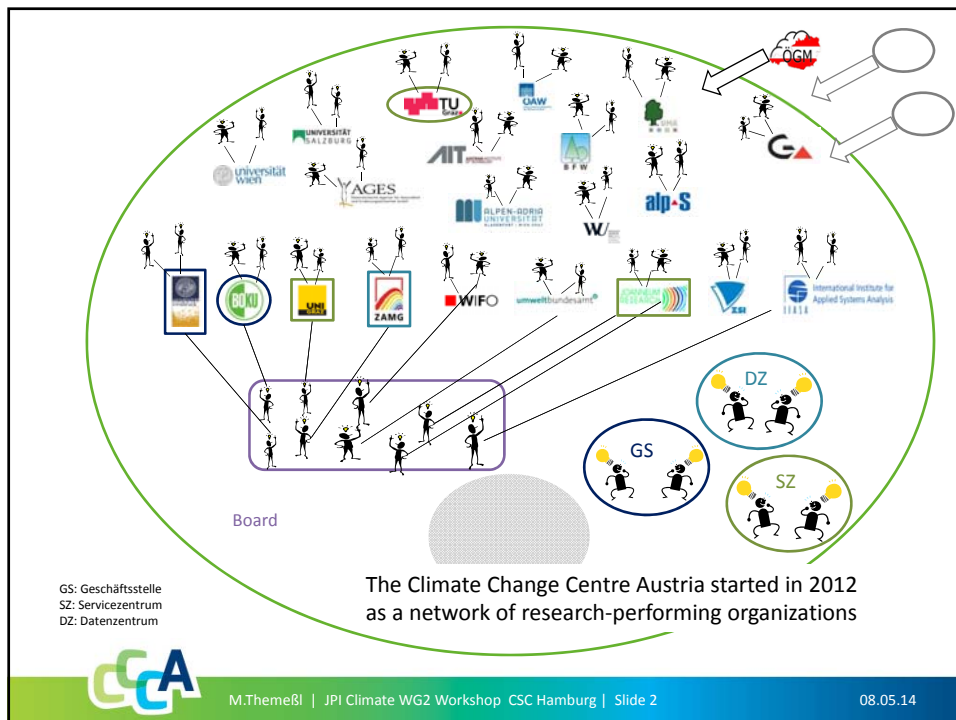 ÖGM
TU
Graz
ÖAW
UNIVERSITÄT
SALZBURG
universität
wien
AIT
BFW
AGES
ALPEN-ADRIA
UNIVERSITÄT
alp-S
WU
BOKU
UNI
GRAZ
ZAMG
WIFO
umweltbundesamt
JOANNEUM
RESEARCH
ZSI
International Institute for
Applied Systems Analysis
IIASA
DZ
GS
SZ
Board
The Climate Change Centre Austria started in 2012
as a network of research-performing organizations
GS: Geschäftsstelle
SZ: Servicezentrum
DZ: Datenzentrum
CCCA
M.Themeßl | JPI Climate WG2 Workshop CSC Hamburg | Slide 2
08.05.14